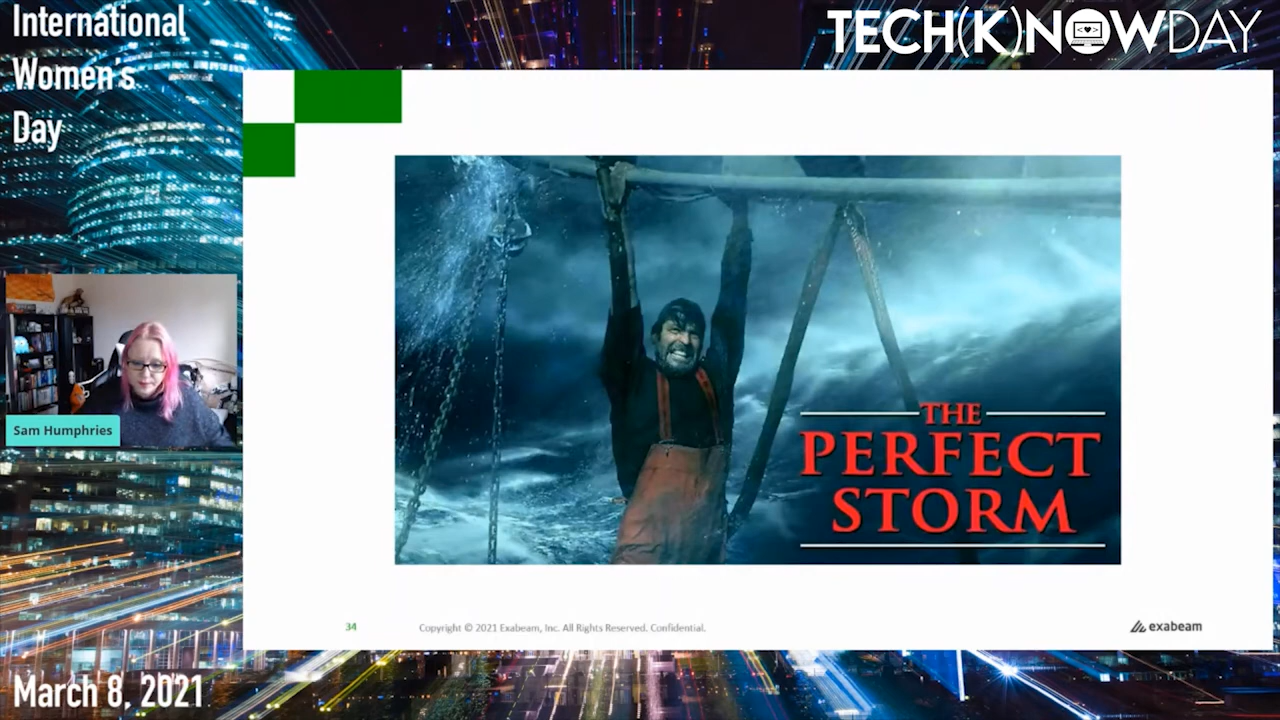 International
Women's
Day
TECH(K)NOWDAY
Sam Humphries
THE
PERFECT
STORM
34
Copyright © 2021 Exabeam, Inc. All Rights Reserved. Confidential.
exabeam
March 8, 2021